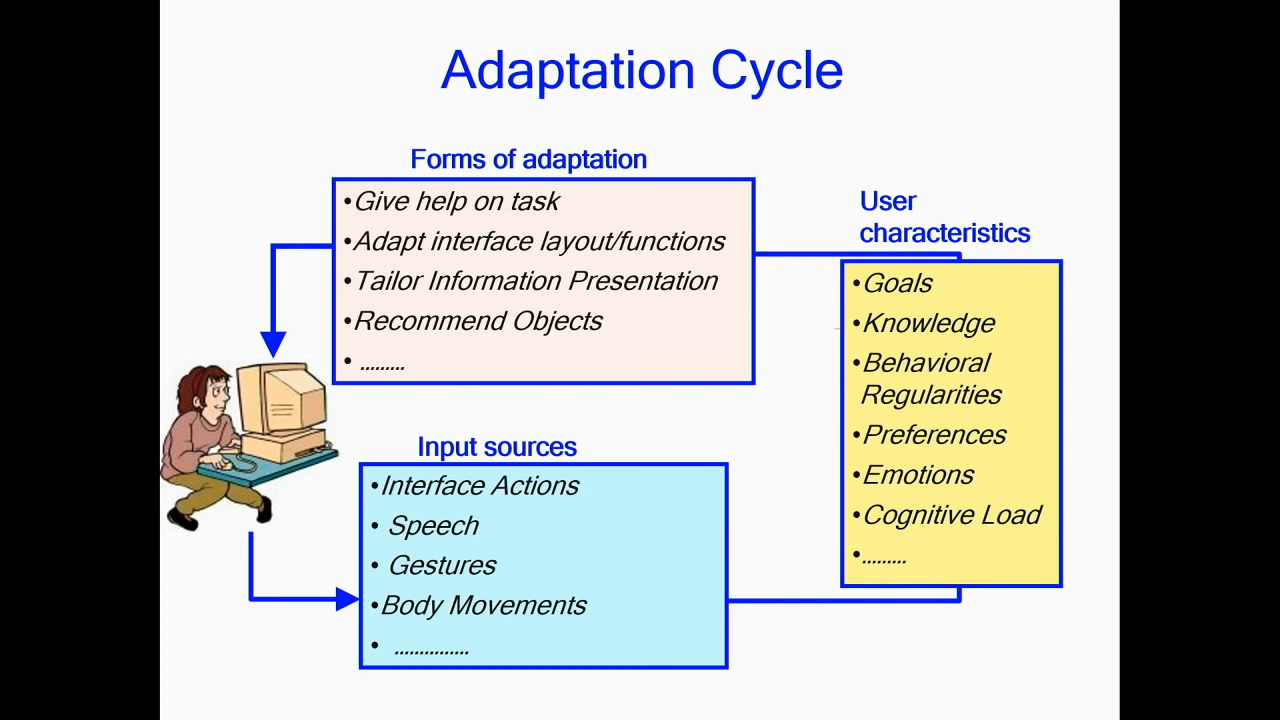 Adaptation Cycle
Forms of adaptation
•Give help on task
•Adapt interface layout/functions
•Tailor Information Presentation
•Recommend Objects
• .........
User
characteristics
•Goals
•Knowledge
•Behavioral
Regularities
•Preferences
•Emotions
•Cognitive Load
•.........
Input sources
•Interface Actions
• Speech
• Gestures
•Body Movements
• ...............